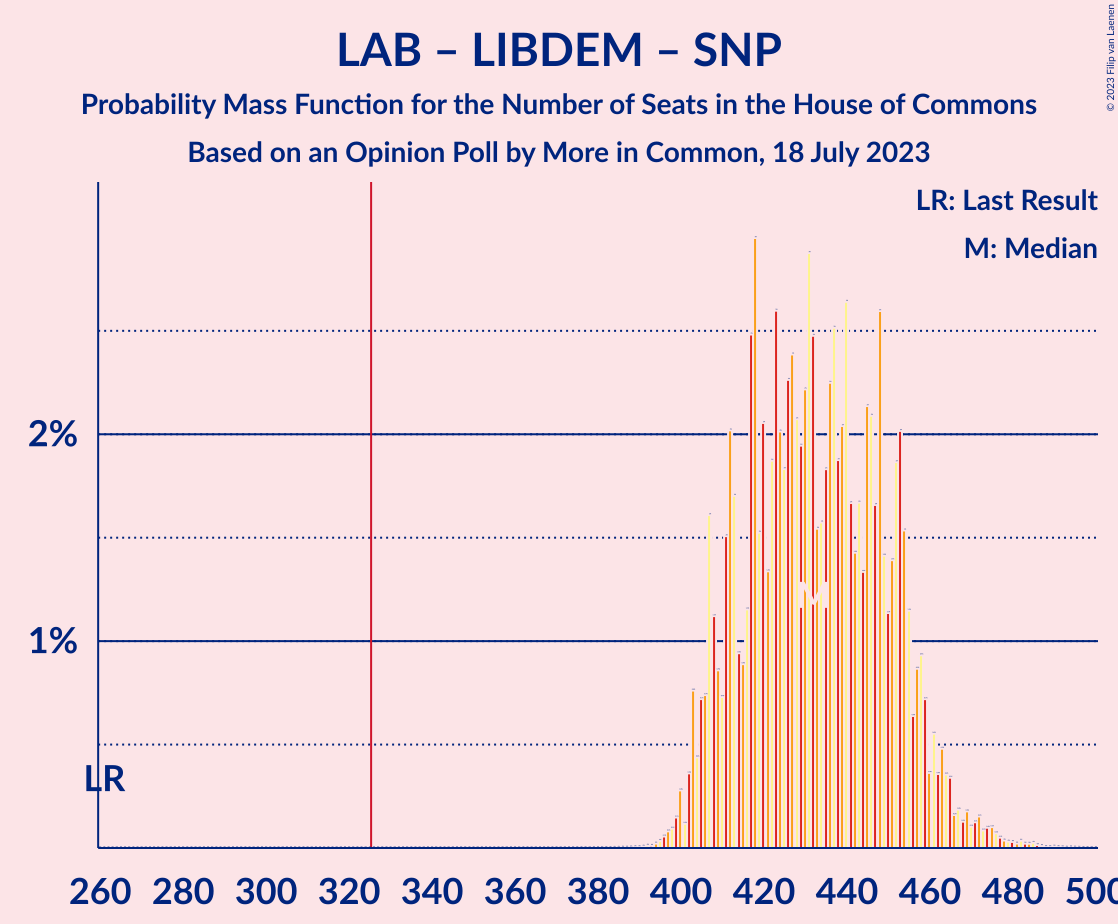 © 2023 Filip van Laenen
LAB – LIBDEM – SNP
Probability Mass Function for the Number of Seats in the House of Commons
Based on an Opinion Poll by More in Common, 18 July 2023
LR: Last Result
M: Median
2%
1%
M
LR
260 280 300 320 340 360 380 400 420 440 460 480 500